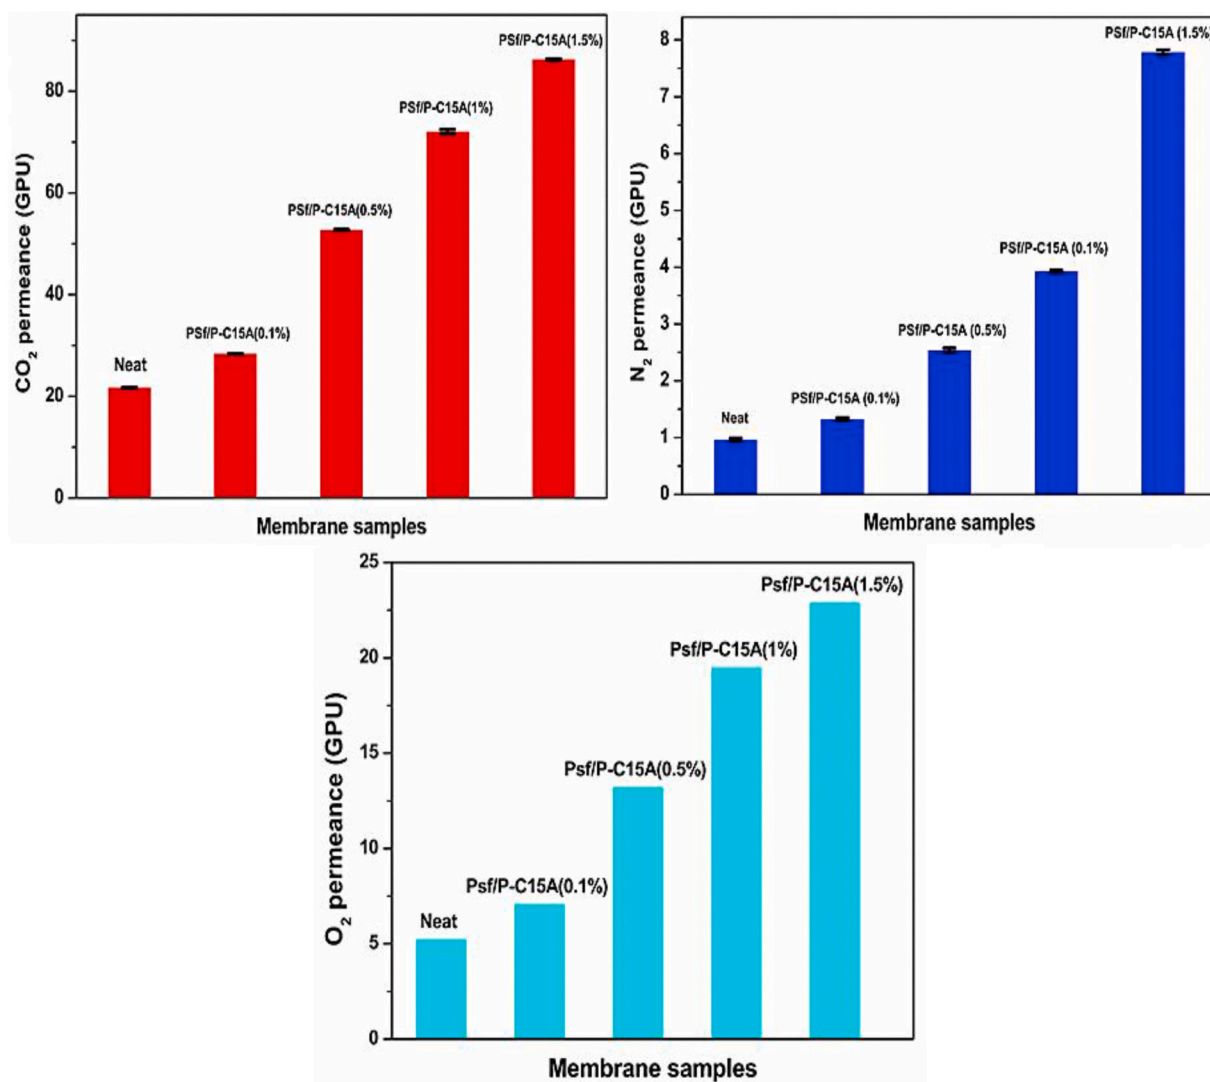 CO2 permeance (GPU)
80
60
40
20
0
Neat
PSf/P-C15A(0.1%)
PSf/P-C15A(0.5%)
PSf/P-C15A(1%)
PSf/P-C15A(1.5%)
Membrane samples
N2 permeance (GPU)
8
7
6
5
4
3
2
1
0
Neat
PSf/P-C15A (0.1%)
PSf/P-C15A (0.5%)
PSf/P-C15A (0.1%)
PSf/P-C15A (1.5%)
Membrane samples
O2 permeance (GPU)
25
20
15
10
5
0
Neat
Psf/P-C15A(0.1%)
Psf/P-C15A(0.5%)
Psf/P-C15A(1%)
Psf/P-C15A(1.5%)
Membrane samples